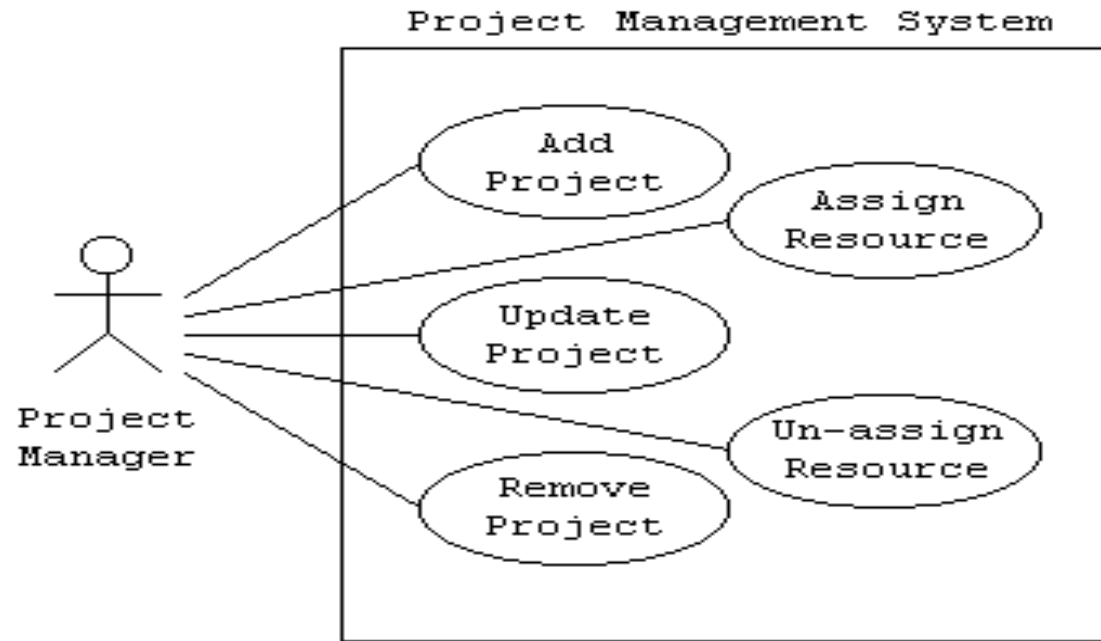 Project Management System
Add
Project
Assign
Resource
Update
Project
Project
Manager
Un-assign
Resource
Remove
Project